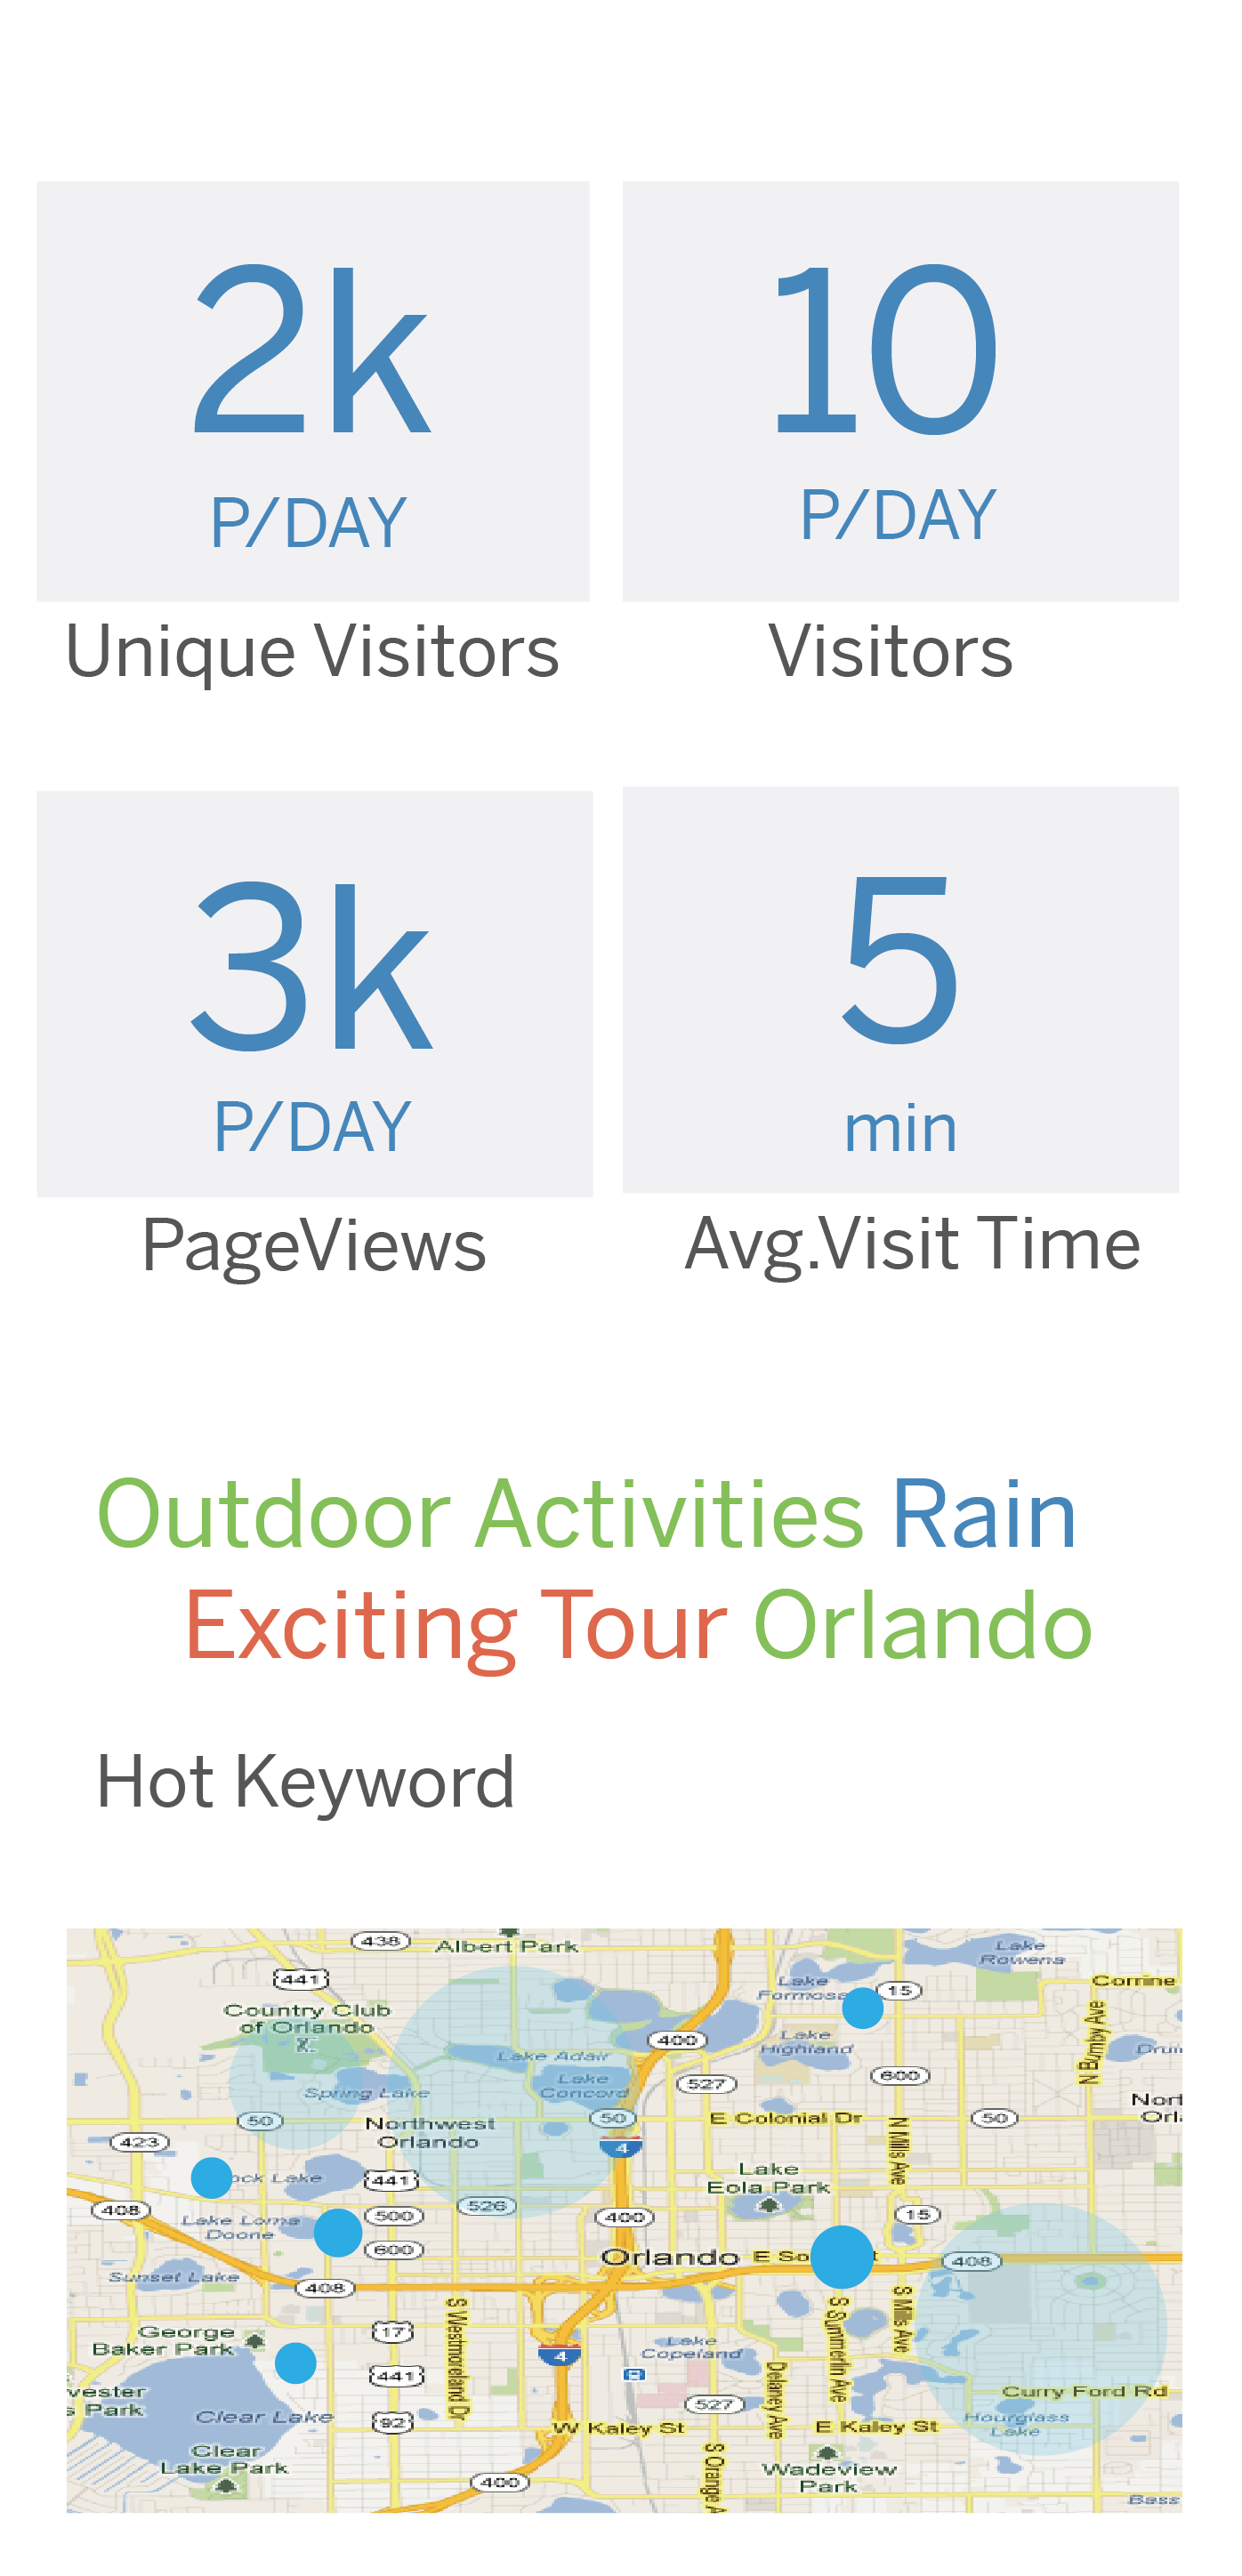 2k
P/DAY
Unique Visitors
10
P/DAY
Visitors
3k
P/DAY
PageViews
5
min
Avg.Visit Time
Outdoor Activities Rain
Exciting Tour Orlando
Hot Keyword
438
Albert Park
Lake
Rowena
441
Lake
Formosa
15
Corrine
Country Club
of Orlando
400
Lake
Highland
N Bumby Ave
Lake Adair
Lake
Concord
527
600
Spring Lake
50
Northwest
Orlando
50
E Colonial Dr
N Mills Ave
50
423
4
441
Lake
Eola Park
408
526
500
400
15
Lake Lorna
Doone
600
Orlando
408
Sunset Lake
408
S Westmoreland Dr
S Summerlin Ave
S Mills Ave
George
Baker Park
17
4
Lake
Copeland
441
Delaney Ave
527
Curry Ford Rd
Clear Lake
92
W Kaley St
E Kaley St
Hourglass
Lake
Clear
Lake Park
400
S Orange A
Wadeview
Park
Bass